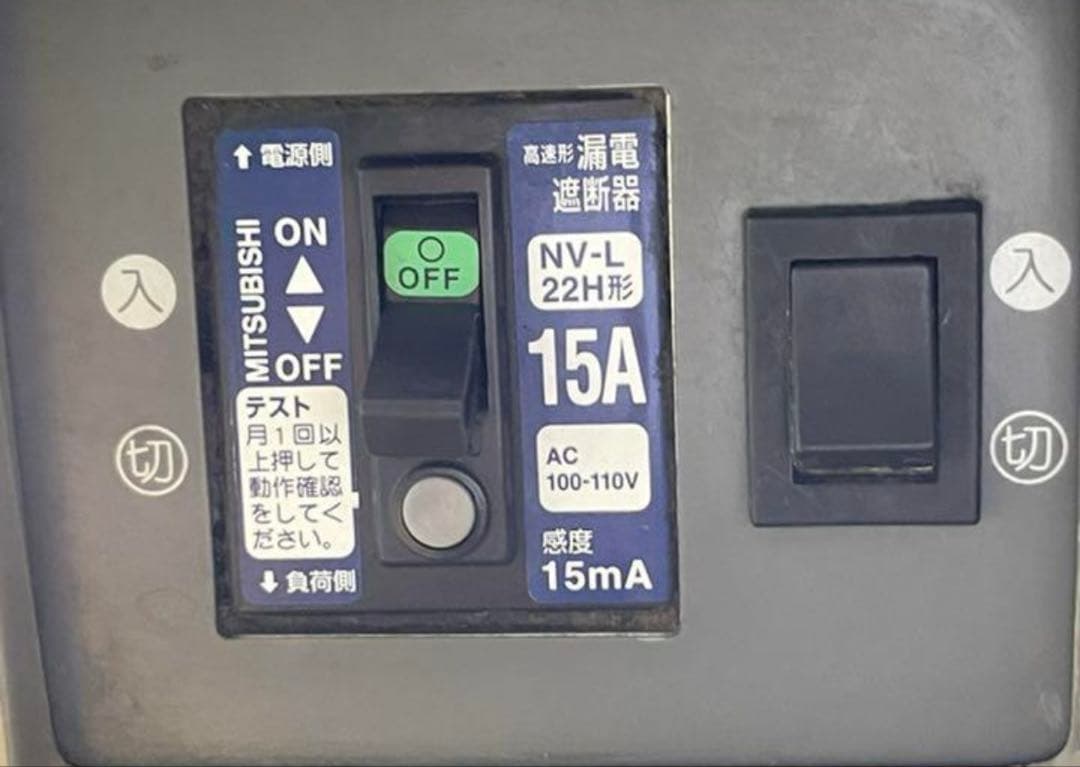 入
切
↑電源側
MITSUBISHI
ON
▲
▼
OFF
テスト
月1回以
上押して
動作確認
をしてく
ださい。
↓負荷側
○
OFF
高速形漏電
遮断器
NV-L
22H形
15A
AC
100-110V
感度
15mA
入
切